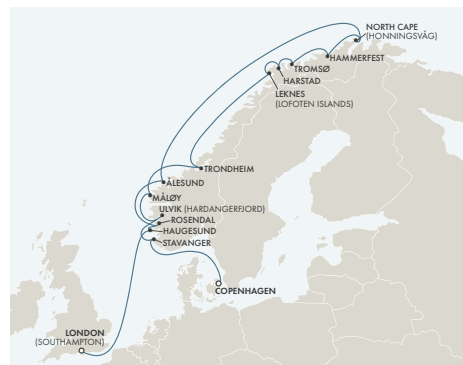 NORTH CAPE
(HONNINGSVÅG)
HAMMERFEST
TROMSØ
HARSTAD
LEKNES
(LOFOTEN ISLANDS)
TRONDHEIM
ÅLESUND
MÅLØY
ULVIK (HARDANGERFJORD)
ROSENDAL
HAUGESUND
STAVANGER
COPENHAGEN
LONDON
(SOUTHAMPTON)